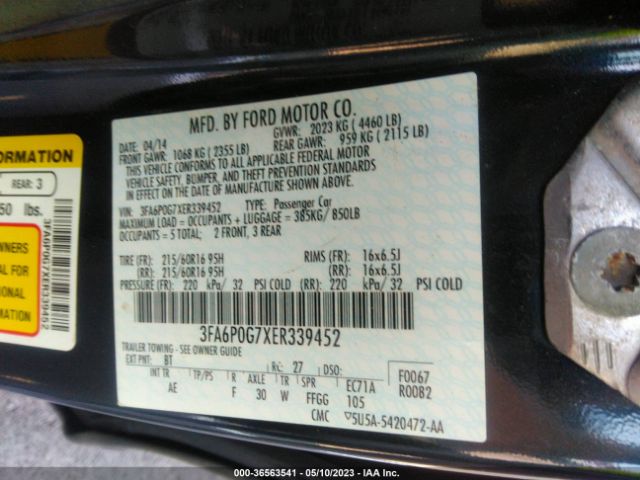 MFD. BY FORD MOTOR CO.
DATE: 04/14 GVWR: 2023 KG ( 4460 LB)
FRONT GAWR: 1068 KG ( 2355 LB) REAR GAWR: 959 KG ( 2115 LB)
THIS VEHICLE CONFORMS TO ALL APPLICABLE FEDERAL MOTOR
VEHICLE SAFETY, BUMPER, AND THEFT PREVENTION STANDARDS
IN EFFECT ON THE DATE OF MANUFACTURE SHOWN ABOVE.
VIN: 3FA6P0G7XER339452 TYPE: Passenger Car
MAXIMUM LOAD = OCCUPANTS + LUGGAGE = 385KG/ 850LB
OCCUPANTS = 5 TOTAL: 2 FRONT, 3 REAR
TIRE (FR): 215/60R16 95H RIMS (FR): 16x6.5J
(RR): 215/60R16 95H (RR): 16x6.5J
PRESSURE (FR): 220 kPa/ 32 PSI COLD (RR): 220 kPa/ 32 PSI COLD
3FA6P0G7XER339452
TRAILER TOWING - SEE OWNER GUIDE
EXT PNT: BT RC: 27 DSO: F0067
INT TR TP/PS R AXLE TR SPR EC71A R00B2
AE F 30 W FFGG 105
CMC 5U5A-5420472-AA
FORMATION
REAR: 3
50 lbs.
WNERS
AL FOR
TIONAL
MATION
3FA6P0G7XER339452
000-36563541 - 05/10/2023 - IAA Inc.